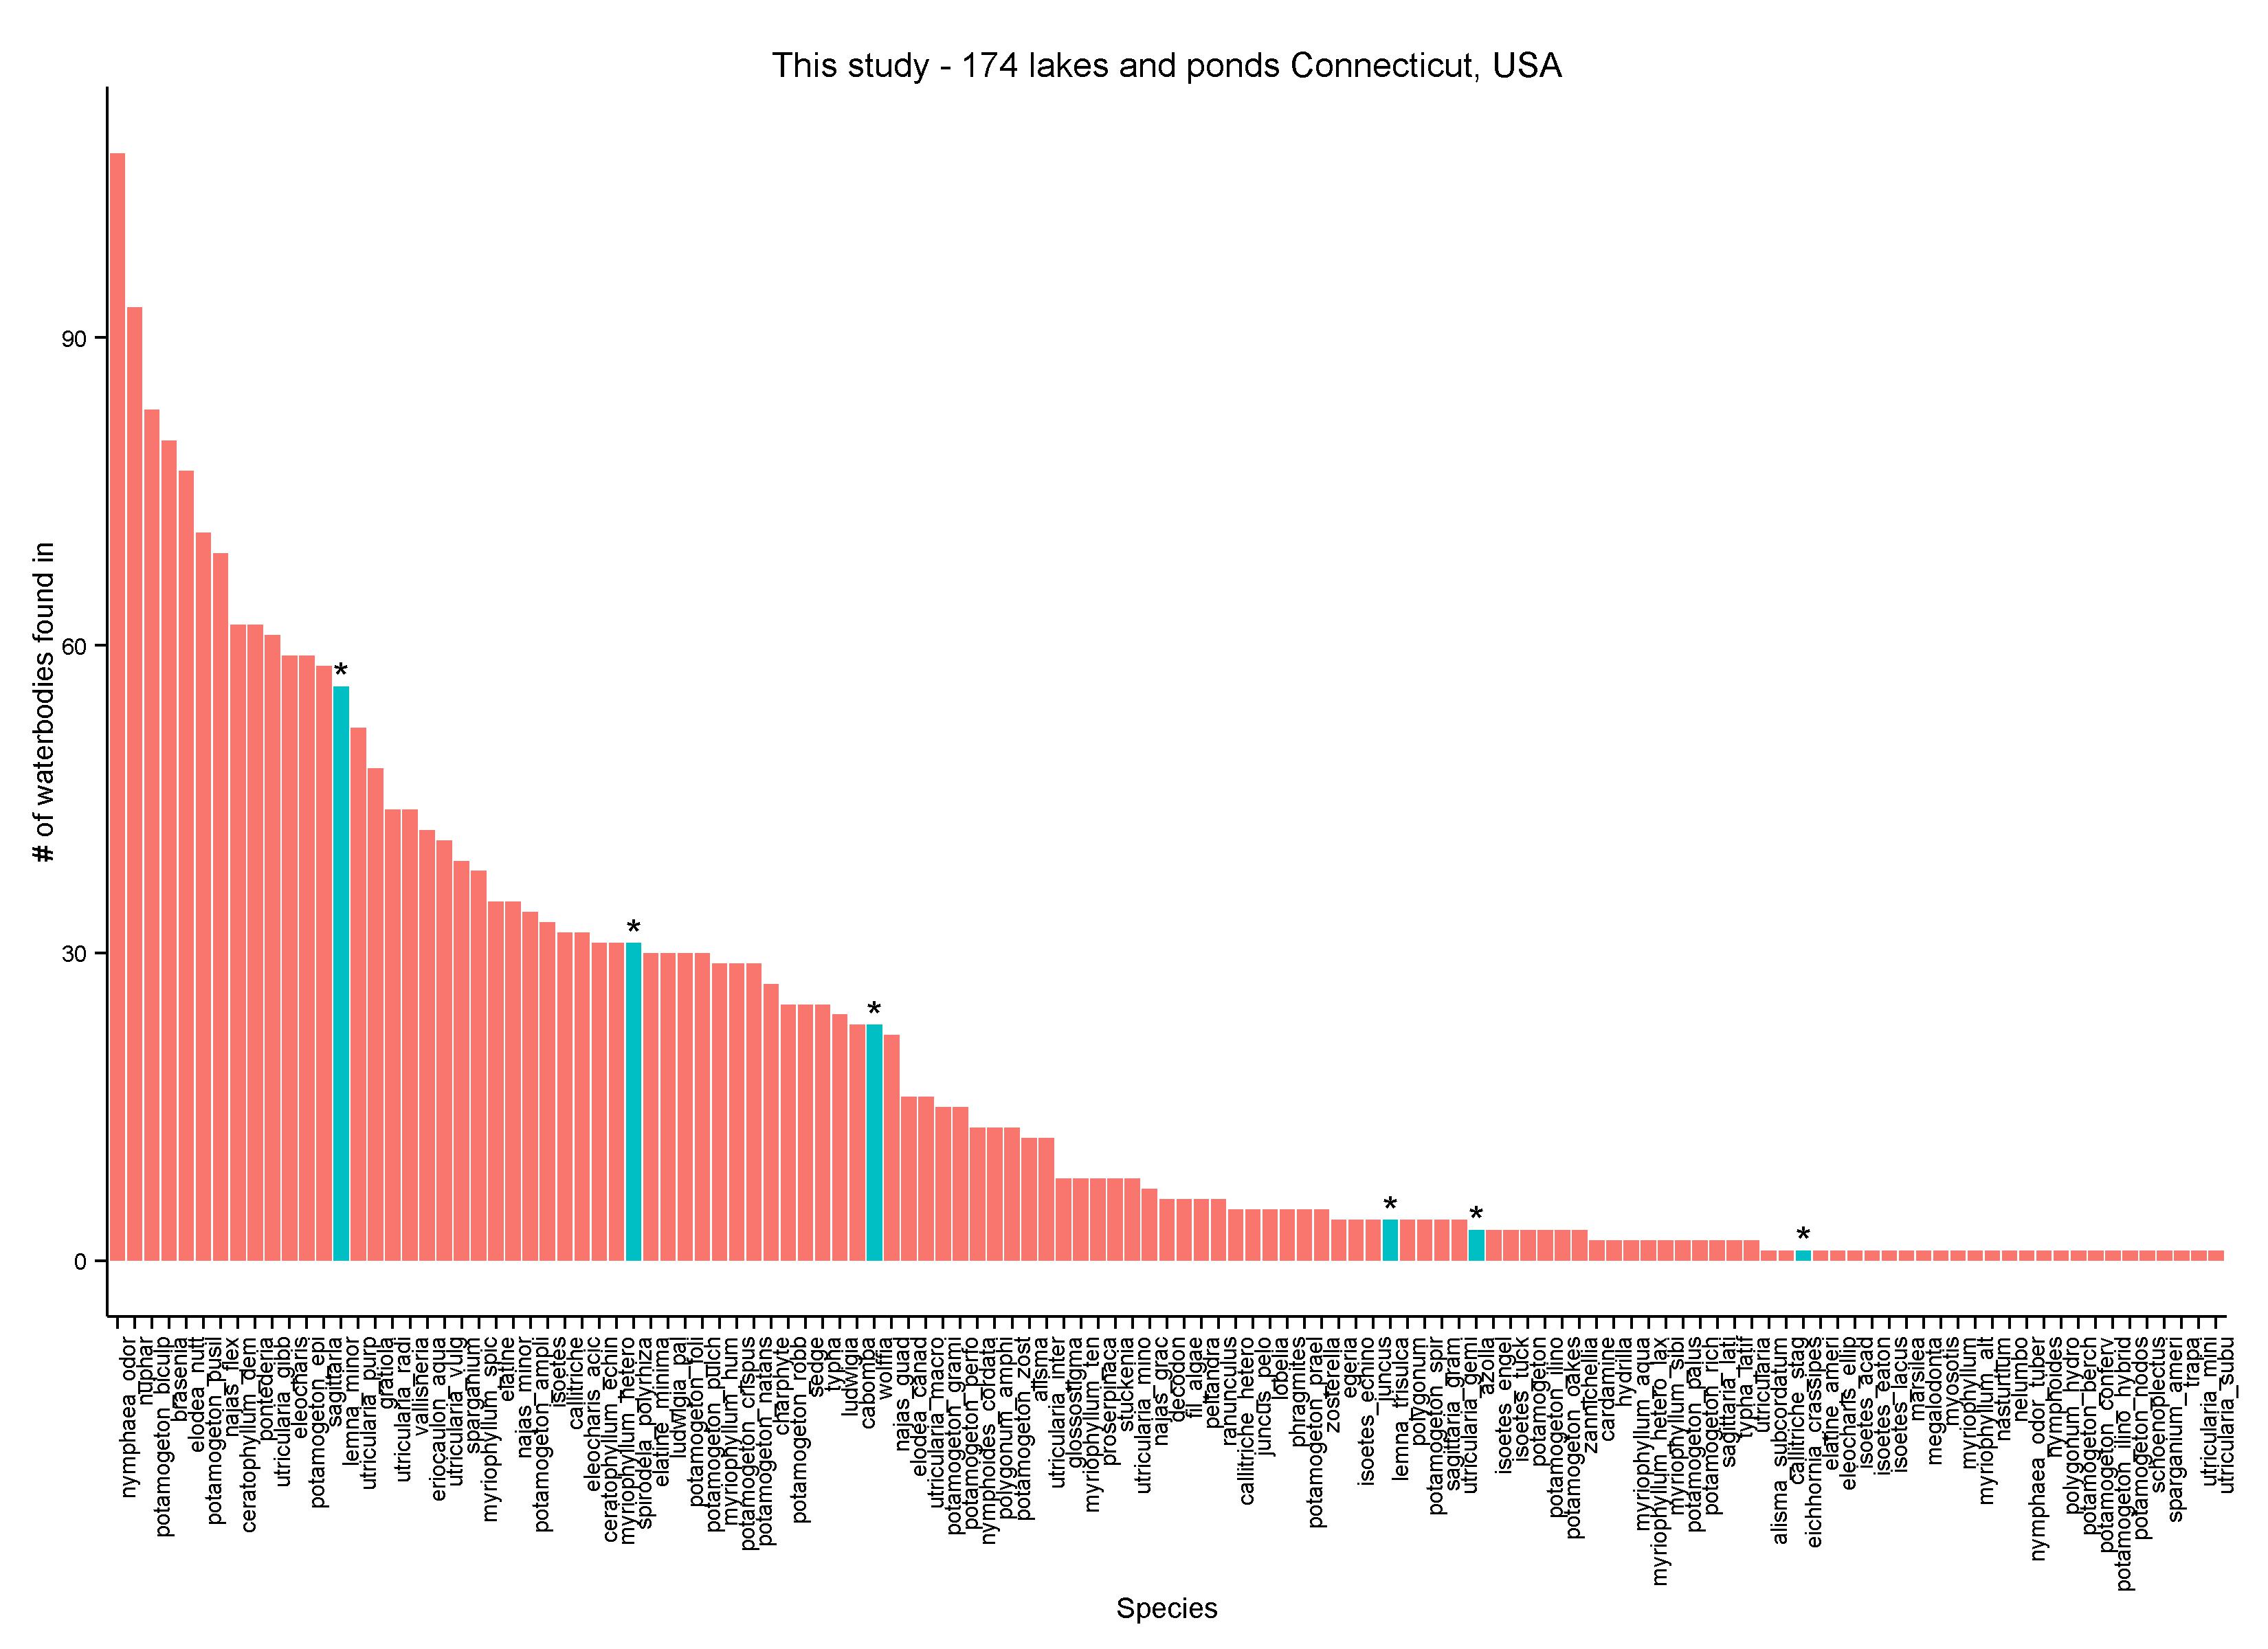 This study - 174 lakes and ponds Connecticut, USA
# of waterbodies found in
90
60
30
0
*
*
*
*
*
*
nymphaea_odor
nuphar
potamogeton_biculp
brasenia
elodea_nutt
potamogeton_pusil
najas_flex
ceratophyllum_dem
pontederia
utricularia_gibb
eleocharis
potamogeton_epi
sagittaria
lemna_minor
utricularia_purp
gratiola
utricularia_radi
vallisneria
eriocaulon_aqua
utricularia_vulg
sparganium
myriophyllum_spic
elatine
najas_minor
potamogeton_ampli
isoetes
callitriche
eleocharis_acic
ceratophyllum_echin
myriophyllum_hetero
spirodela_polyrhiza
elatine_minima
ludwigia_pal
potamogeton_foli
potamogeton_pulch
myriophyllum_hum
potamogeton_crispus
potamogeton_natans
charphyte
potamogeton_robb
sedge
typha
ludwigia
cabomba
wolffia
najas_guad
elodea_canad
utricularia_macro
potamogeton_grami
potamogeton_perfo
nymphoides_cordata
polygonum_amphi
potamogeton_zost
alisma
utricularia_inter
glossostigma
myriophyllum_ten
proserpinaca
stuckenia
utricularia_mino
najas_grac
decodon
fil_algae
peltandra
ranunculus
callitriche_hetero
juncus_pelo
lobelia
phragmites
potamogeton_prael
zosterella
egeria
isoetes_echino
_juncus
lemna_trisulca
polygonum
potamogeton_spir
sagittaria_gram
utricularia_gemi
_azolla
isoetes_engel
isoetes_tuck
potamogeton
potamogeton_ilino
potamogeton_oakes
zannichellia
cardamine
hydrilla
myriophyllum_aqua
myriophyllum_hetero_lax
myriophyllum_sibi
potamogeton_palus
potamogeton_rich
sagittaria_lati
typha_latif
utricularia
alisma_subcordatum
callitriche_stag
eichhornia_crassipes
elatine_ameri
eleocharis_ellip
isoetes_acad
isoetes_eaton
isoetes_lacus
marsilea
megalodonta
myosotis
myriophyllum
myriophyllum_alt
nasturtium
nelumbo
nymphaea_odor_tuber
nymphoides
polygonum_hydro
potamogeton_berch
potamogeton_conferv
potamogeton_ilino_hybrid
potamogeton_nodos
schoenoplectus
sparganium_ameri
_trapa
utricularia_mini
utricularia_subu
Species